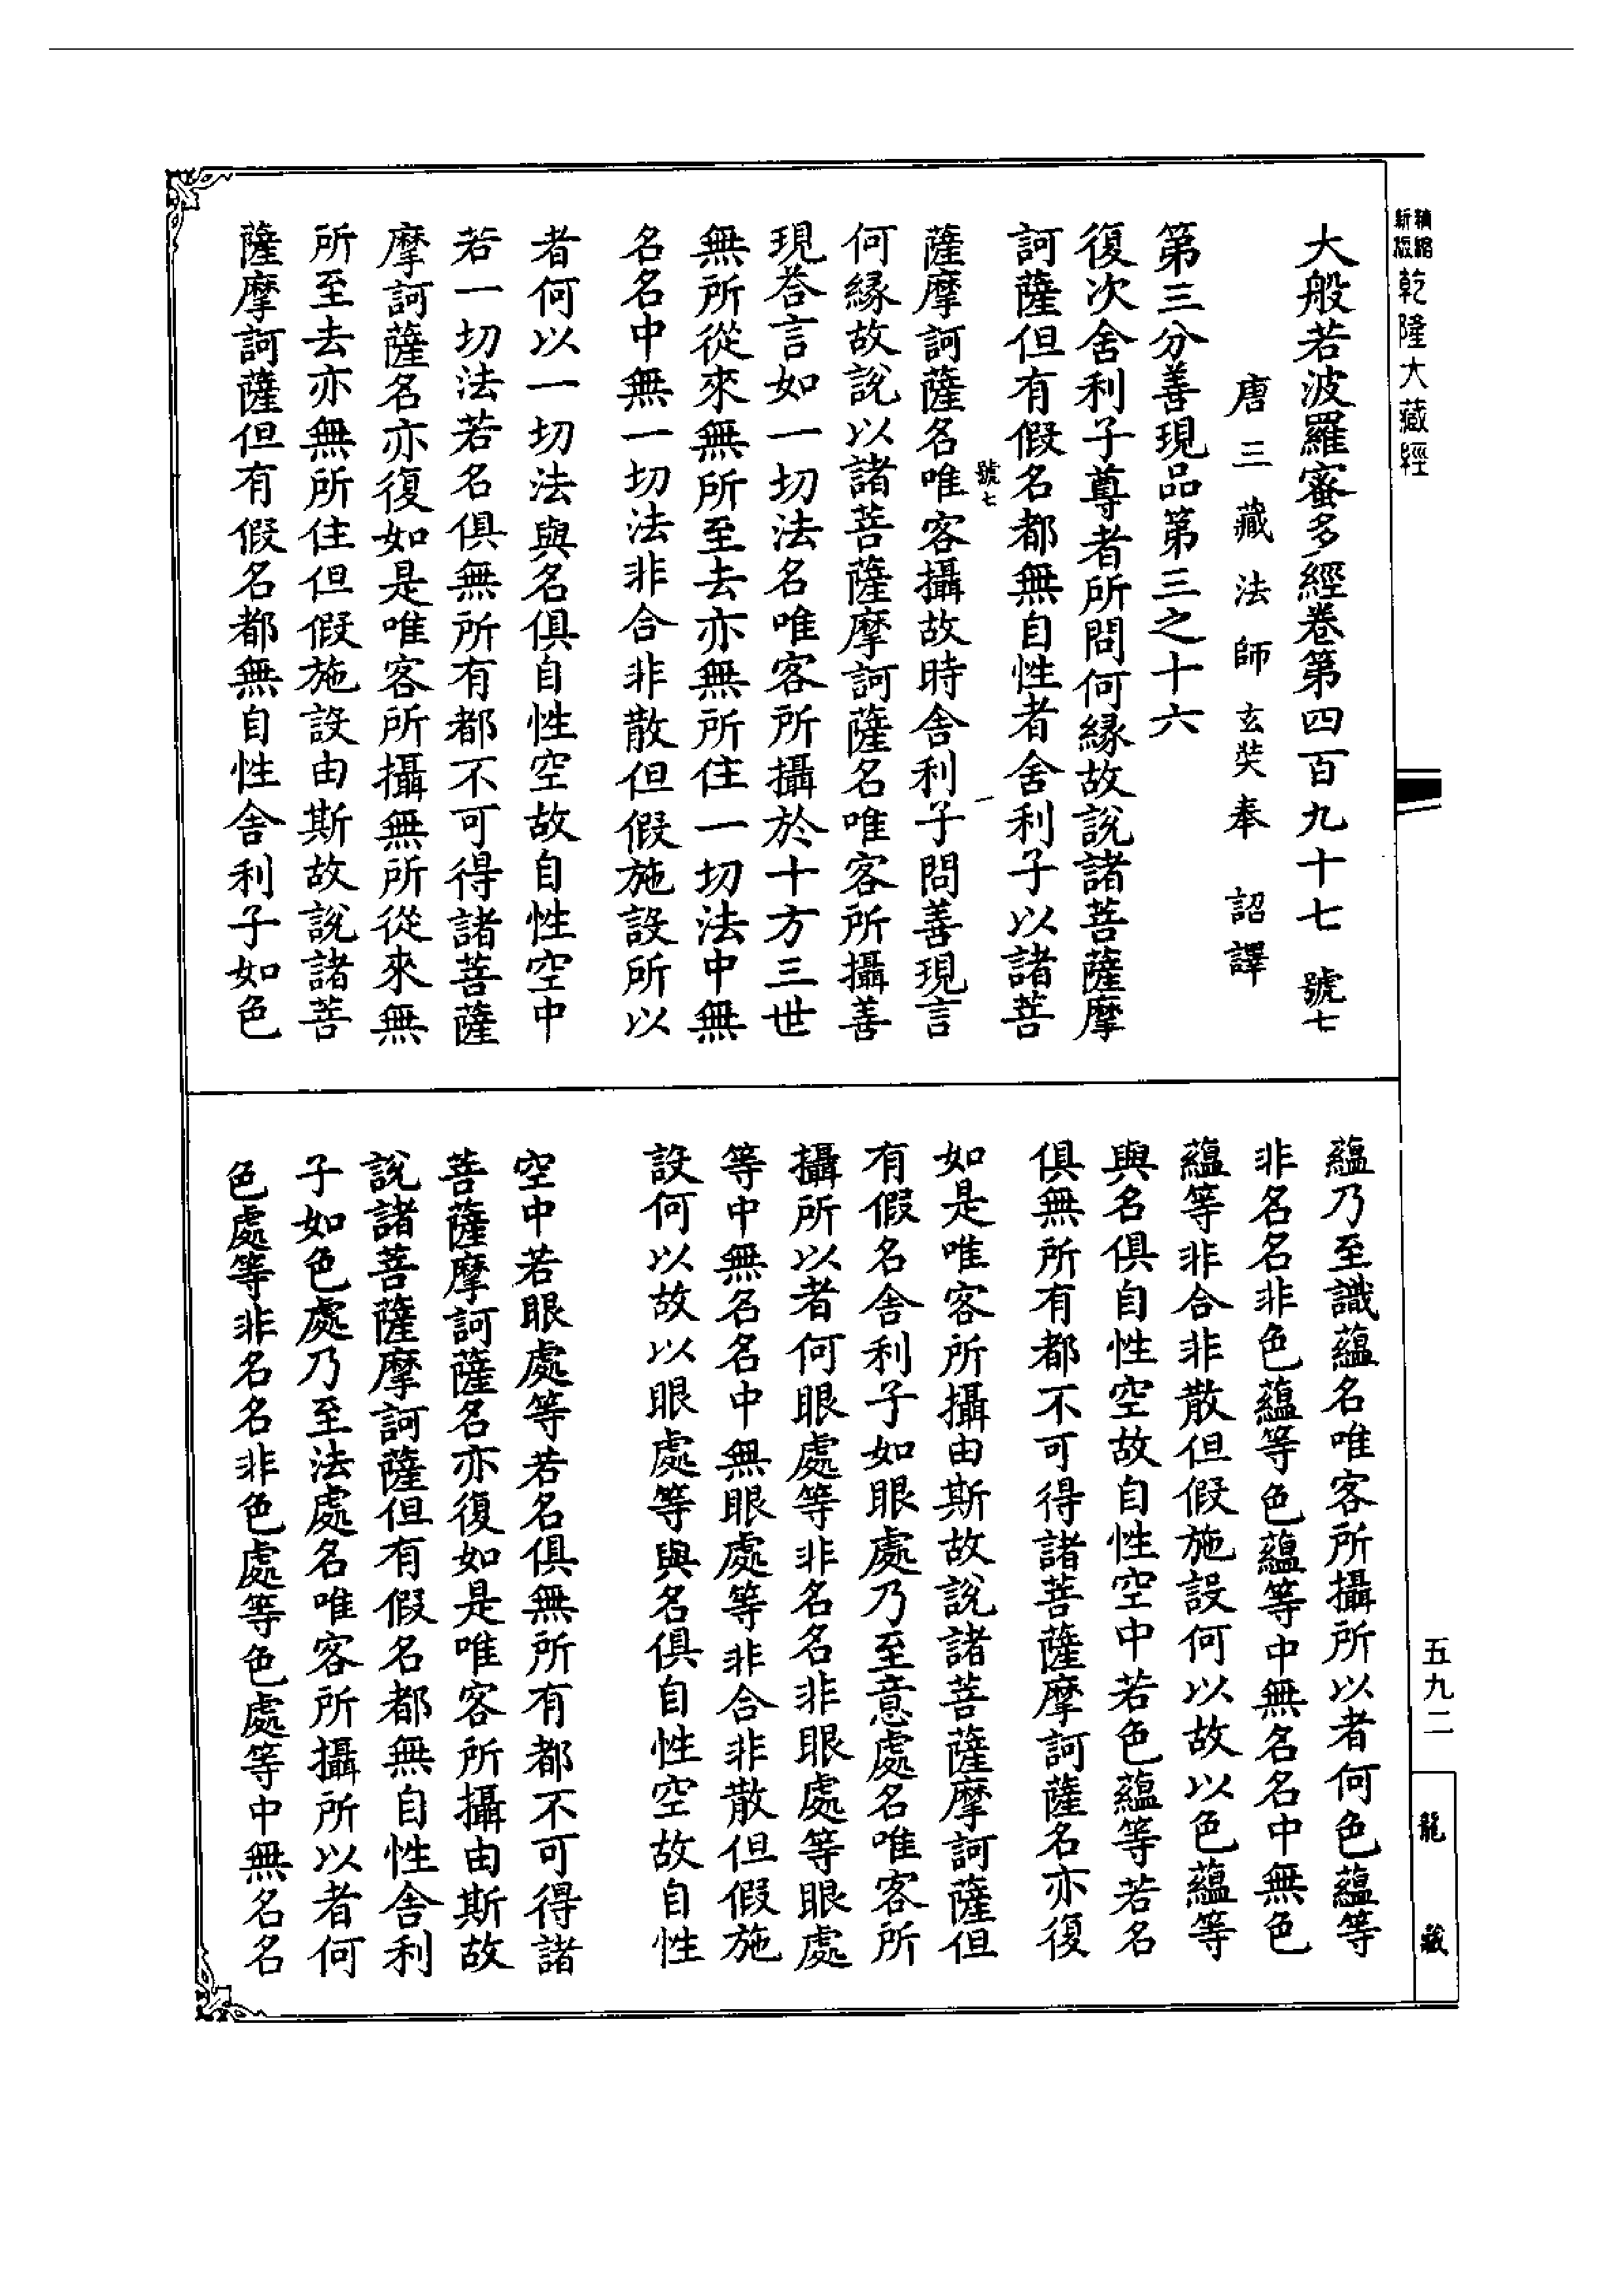 精縮新版乾隆大藏經
大般若波羅蜜多經卷第四百九十七 號七
唐三藏法師玄奘奉 詔譯
第三分善現品第三之十六
復次舍利子尊者所問何緣故說諸菩薩摩
訶薩但有假名都無自性者舍利子以諸菩
號七
薩摩訶薩名唯客攝故時舍利子問善現言
何緣故說以諸菩薩摩訶薩名唯客所攝善
現荅言如一切法名唯客所攝於十方三世
無所從來無所至去亦無所住一切法中無
名名中無一切法非合非散但假施設所以
者何以一切法與名俱自性空故自性空中
若一切法若名俱無所有都不可得諸菩薩
摩訶薩名亦復如是唯客所攝無所從來無
所至去亦無所住但假施設由斯故說諸菩
薩摩訶薩但有假名都無自性舍利子如色
蘊乃至識蘊名唯客所攝所以者何色蘊等
非名名非色蘊等色蘊等中無名名中無色
蘊等非合非散但假施設何以故以色蘊等
與名俱自性空故自性空中若色蘊等若名
俱無所有都不可得諸菩薩摩訶薩名亦復
如是唯客所攝由斯故說諸菩薩摩訶薩但
有假名舍利子如眼處乃至意處名唯客所
攝所以者何眼處等非名名非眼處等眼處
等中無名名中無眼處等非合非散但假施
設何以故以眼處等與名俱自性空故自性
空中若眼處等若名俱無所有都不可得諸
菩薩摩訶薩名亦復如是唯客所攝由斯故
說諸菩薩摩訶薩但有假名都無自性舍利
子如色處乃至法處名唯客所攝所以者何
色處等非名名非色處等色處等中無名名
五九二
龍藏